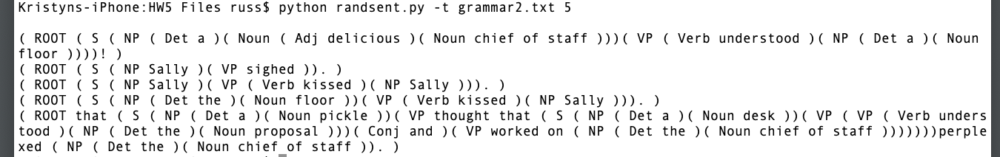 Kristyns-iPhone:HW5 Files russ$ python randsent.py -t grammar2.txt 5
( ROOT ( S ( NP ( Det a )( Noun ( Adj delicious )( Noun chief of staff )))( VP ( Verb understood )( NP ( Det a )( Noun
floor ))))! )
( ROOT ( S ( NP Sally )( VP sighed )). )
( ROOT ( S ( NP Sally )( VP ( Verb kissed )( NP Sally ))). )
( ROOT ( S ( NP ( Det the )( Noun floor ))( VP ( Verb kissed )( NP Sally ))). )
( ROOT that ( S ( NP ( Det a )( Noun pickle ))( VP thought that ( S ( NP ( Det a )( Noun desk ))( VP ( VP ( Verb unders
tood )( NP ( Det the )( Noun proposal )))( Conj and )( VP worked on ( NP ( Det the )( Noun chief of staff )))))))perple
xed ( NP ( Det the )( Noun chief of staff )). )